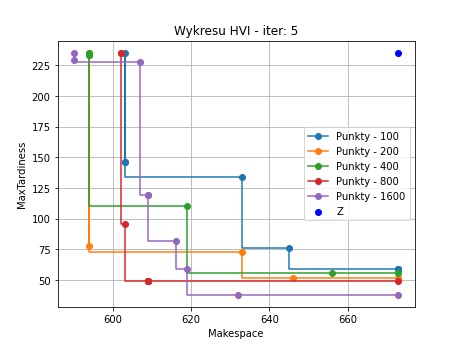 Wykresu HVI - iter: 5
MaxTardiness
225
200
175
150
125
100
75
50
Punkty - 100
Punkty - 200
Punkty - 400
Punkty - 800
Punkty - 1600
Z
600
620
640
660
Makespace